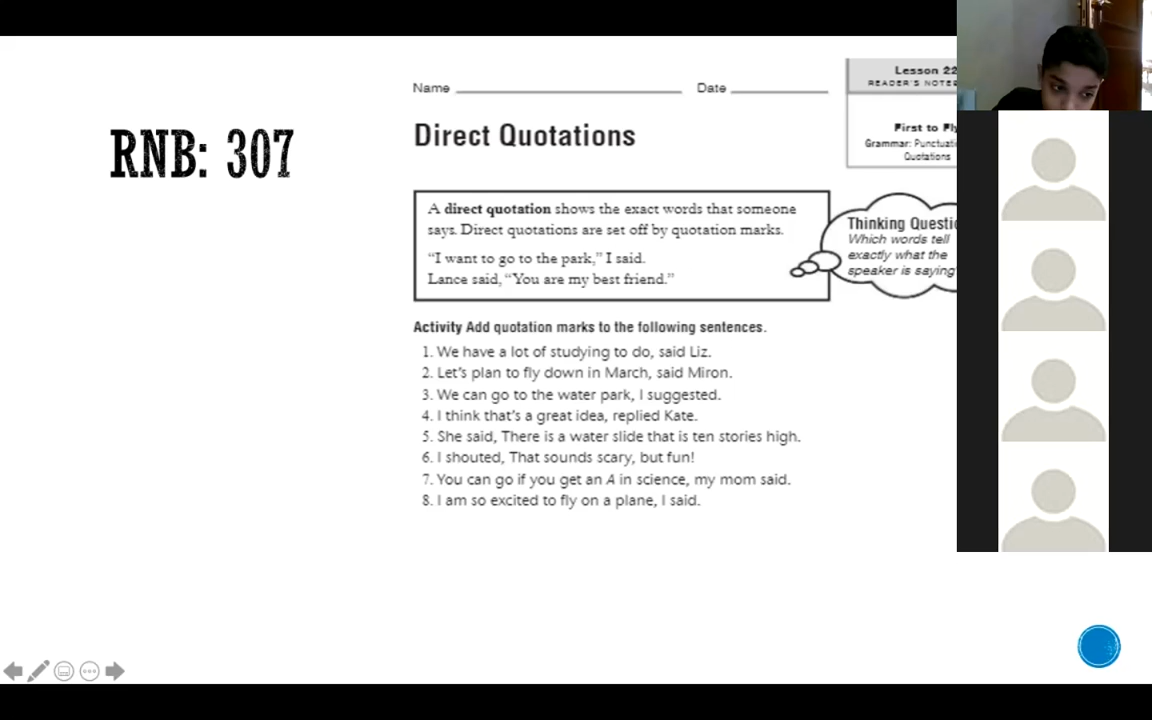 RNB: 307
Name
Date
Lesson 22
READER'S NOTEB
Direct Quotations
First to Fly
Grammar: Punctuati
Quotations
A direct quotation shows the exact words that someone
says. Direct quotations are set off by quotation marks.
“I want to go to the park,” I said.
Lance said, “You are my best friend.”
Thinking Questio
Which words tell
exactly what the
speaker is saying
Activity Add quotation marks to the following sentences.
1. We have a lot of studying to do, said Liz.
2. Let's plan to fly down in March, said Miron.
3. We can go to the water park, I suggested.
4. I think that's a great idea, replied Kate.
5. She said, There is a water slide that is ten stories high.
6. I shouted, That sounds scary, but fun!
7. You can go if you get an A in science, my mom said.
8. I am so excited to fly on a plane, I said.